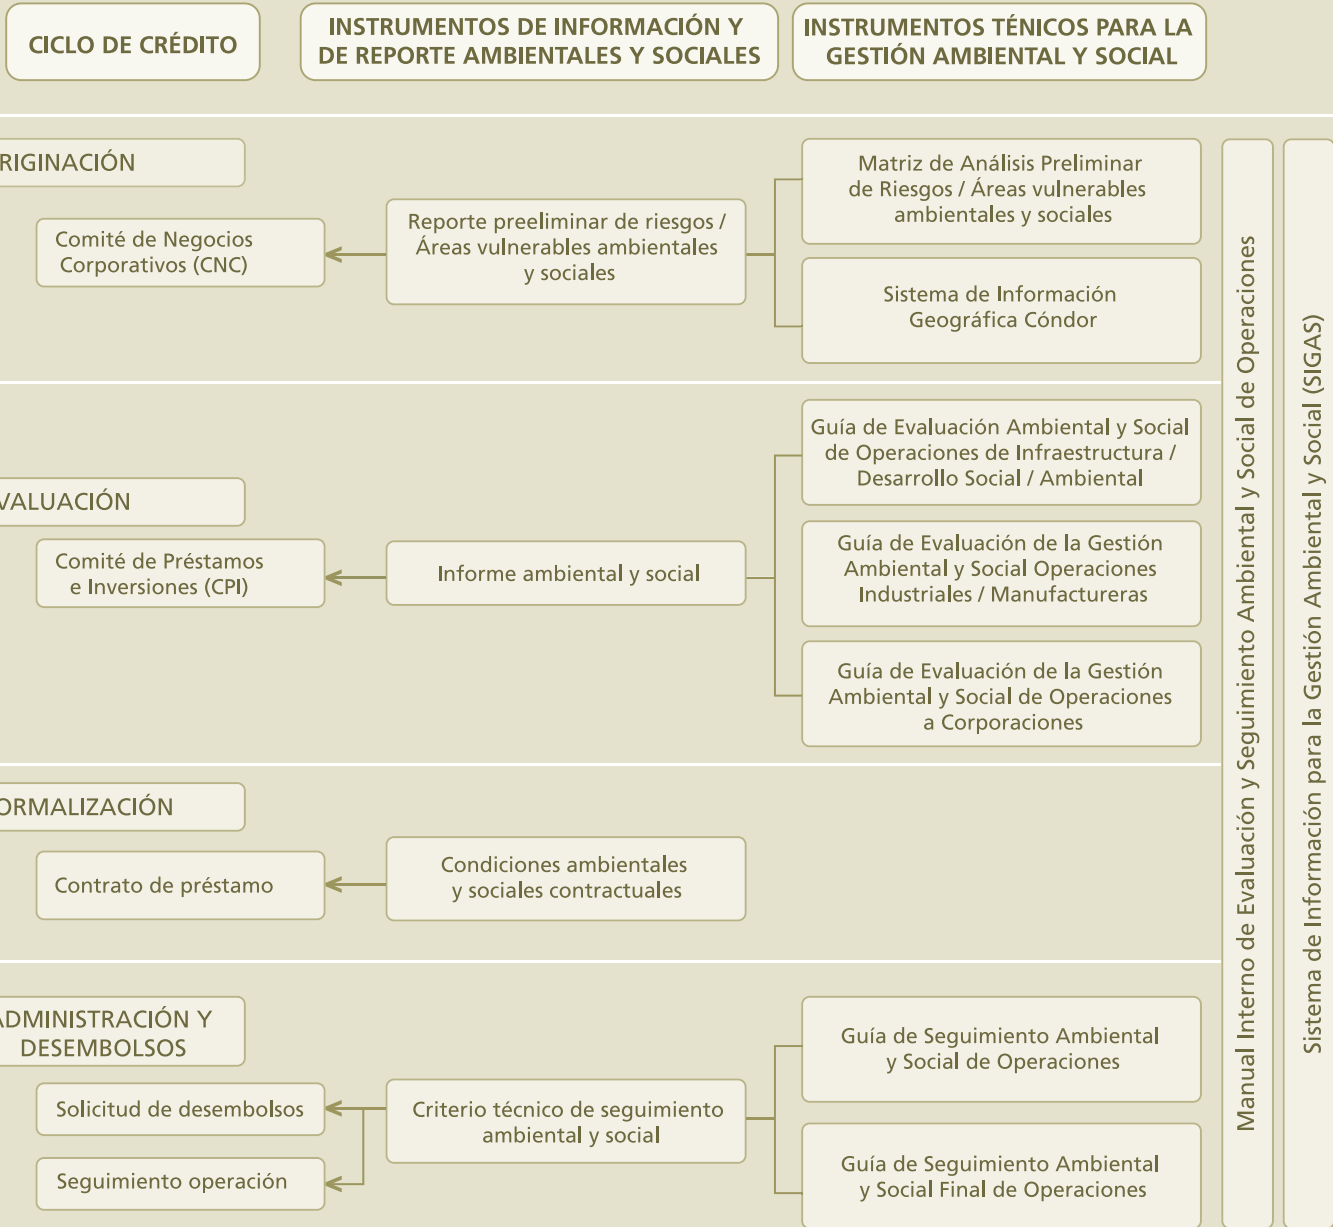 CICLO DE CRÉDITO
INSTRUMENTOS DE INFORMACIÓN Y
DE REPORTE AMBIENTALES Y SOCIALES
INSTRUMENTOS TÉNICOS PARA LA
GESTIÓN AMBIENTAL Y SOCIAL
RIGINACIÓN
Comité de Negocios
Corporativos (CNC)
Reporte preeliminar de riesgos /
Áreas vulnerables ambientales
y sociales
Matriz de Análisis Preliminar
de Riesgos / Áreas vulnerables
ambientales y sociales
Sistema de Información
Geográfica Cóndor
VALUACIÓN
Comité de Préstamos
e Inversiones (CPI)
Informe ambiental y social
Guía de Evaluación Ambiental y Social
de Operaciones de Infraestructura /
Desarrollo Social / Ambiental
Guía de Evaluación de la Gestión
Ambiental y Social Operaciones
Industriales / Manufactureras
Guía de Evaluación de la Gestión
Ambiental y Social de Operaciones
a Corporaciones
ORMALIZACIÓN
Contrato de préstamo
Condiciones ambientales
y sociales contractuales
ADMINISTRACIÓN Y
DESEMBOLSOS
Solicitud de desembolsos
Seguimiento operación
Criterio técnico de seguimiento
ambiental y social
Guía de Seguimiento Ambiental
y Social de Operaciones
Guía de Seguimiento Ambiental
y Social Final de Operaciones
Manual Interno de Evaluación y Seguimiento Ambiental y Social de Operaciones
Sistema de Información para la Gestión Ambiental y Social (SIGAS)